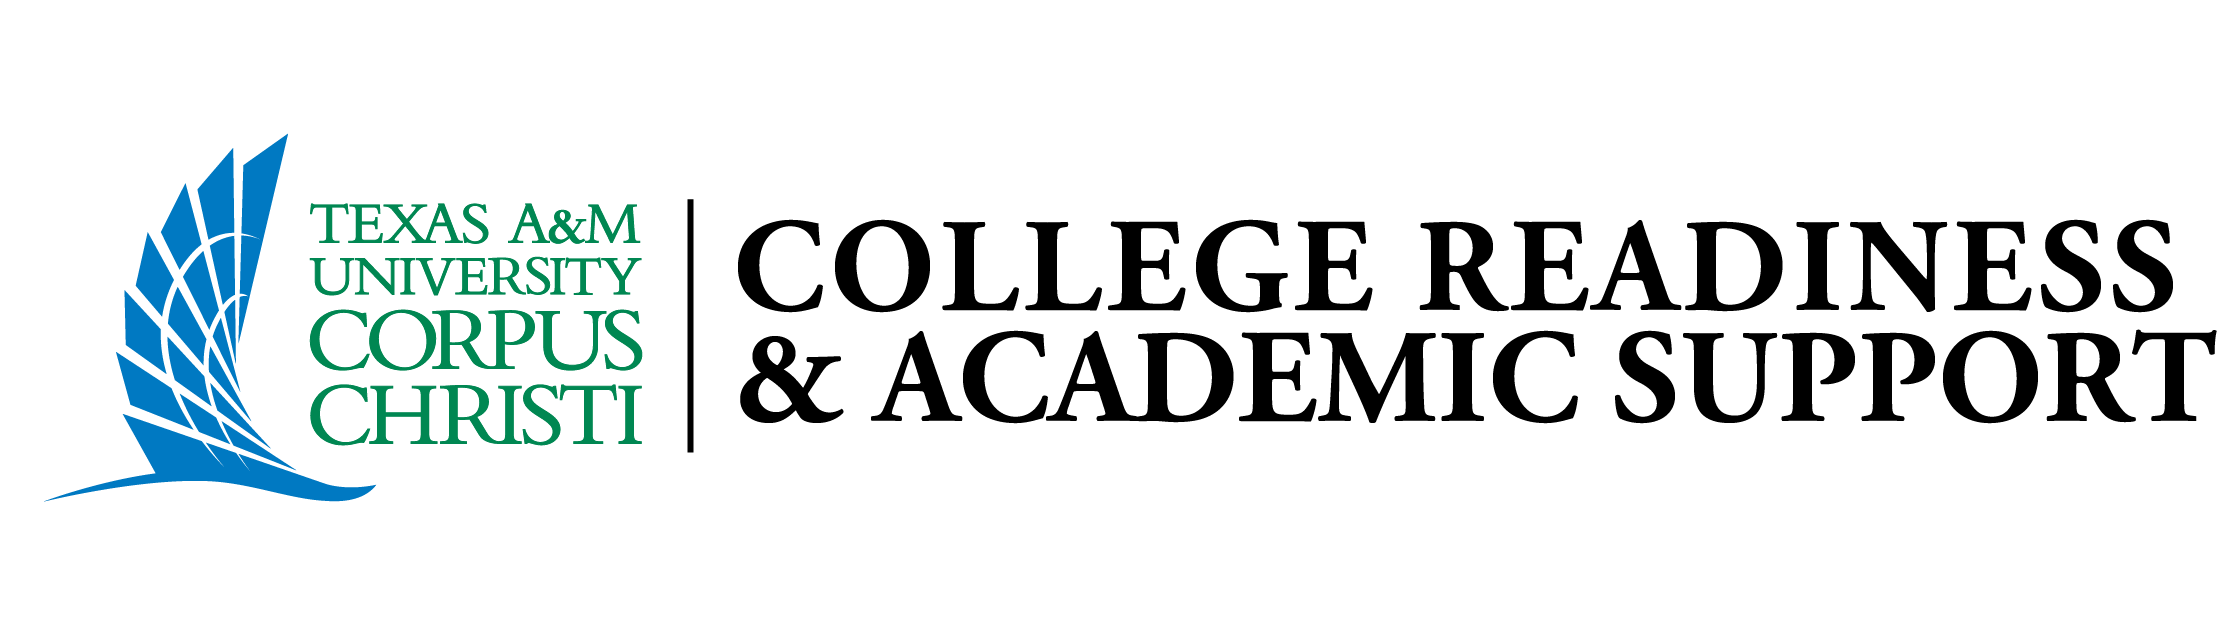 TEXAS A&M
UNIVERSITY
CORPUS
CHRISTI
COLLEGE READINESS
& ACADEMIC SUPPORT